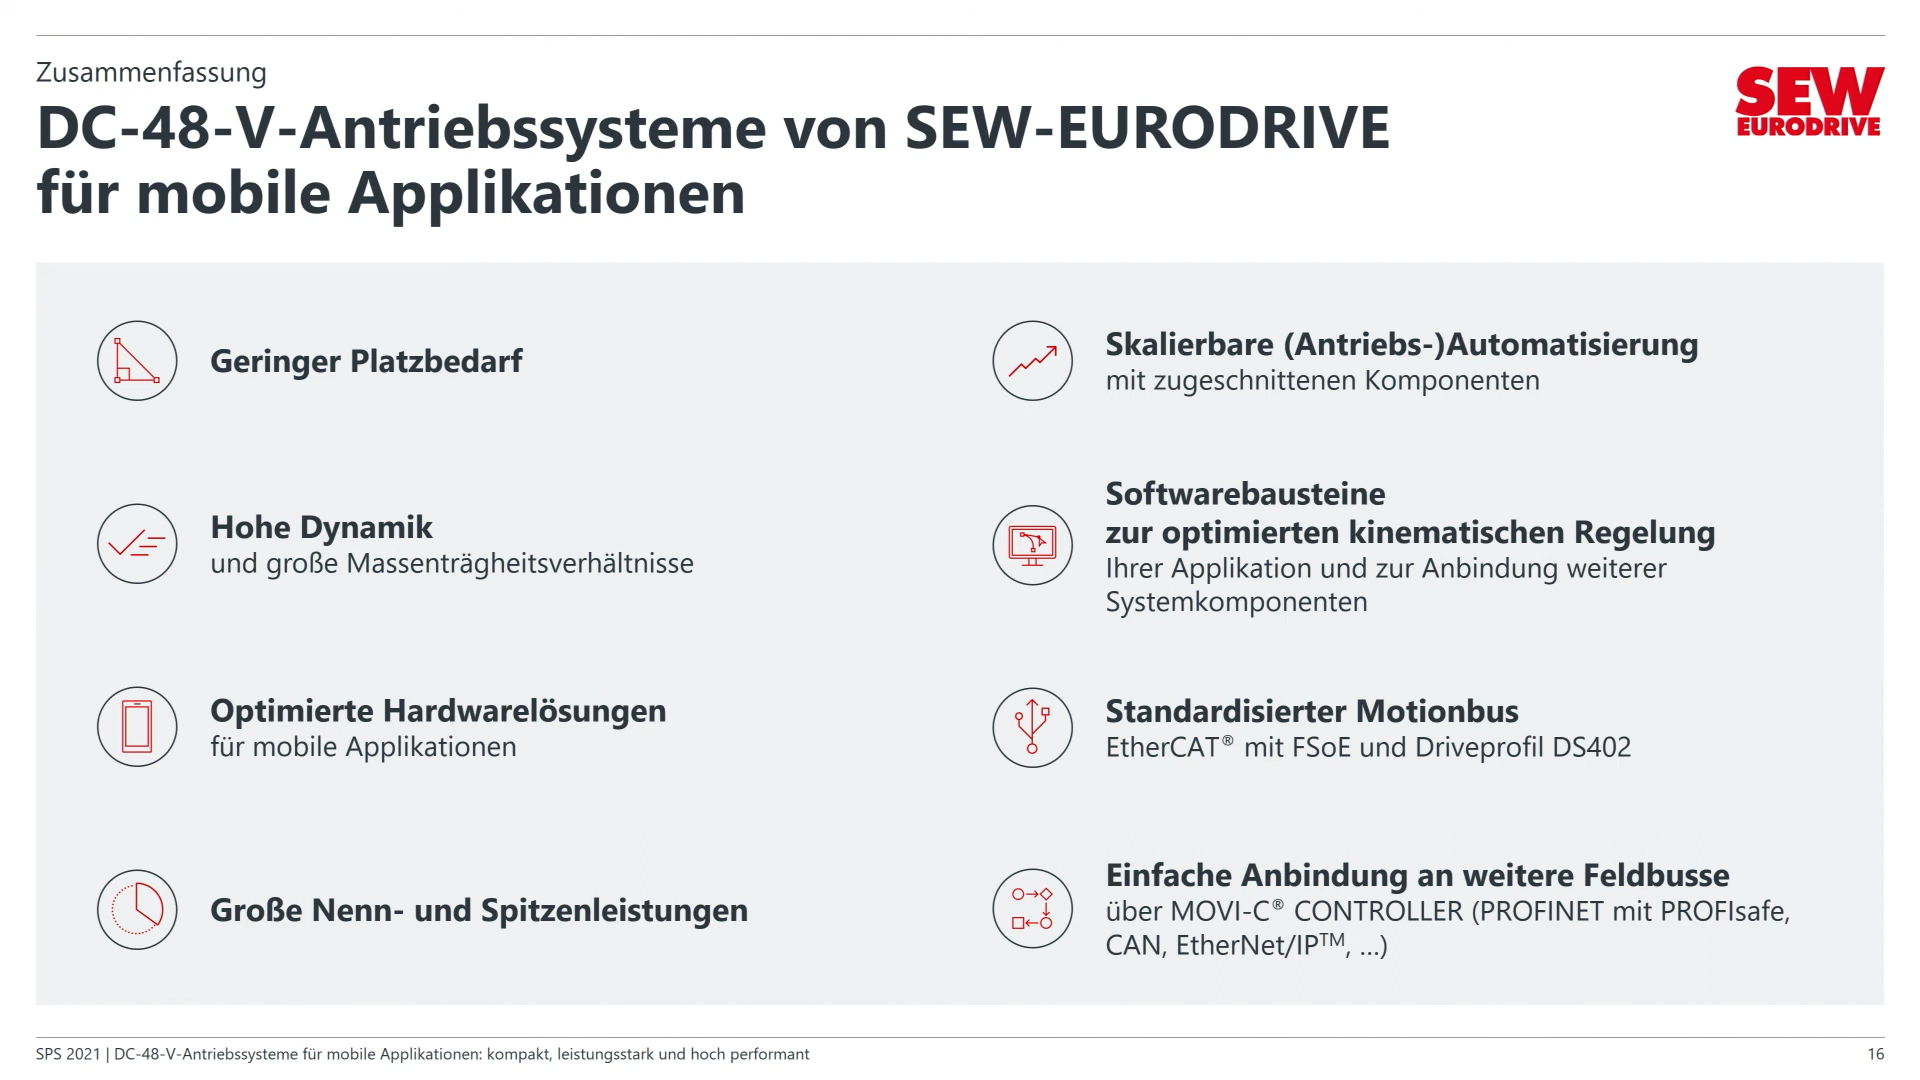 Zusammenfassung
DC-48-V-Antriebssysteme von SEW-EURODRIVE
für mobile Applikationen
SEW
EURODRIVE
Geringer Platzbedarf
Hohe Dynamik
und große Massenträgheitsverhältnisse
Optimierte Hardwarelösungen
für mobile Applikationen
Große Nenn- und Spitzenleistungen
Skalierbare (Antriebs-)Automatisierung
mit zugeschnittenen Komponenten
Softwarebausteine
zur optimierten kinematischen Regelung
Ihrer Applikation und zur Anbindung weiterer
Systemkomponenten
Standardisierter Motionbus
EtherCAT® mit FSoE und Driveprofil DS402
Einfache Anbindung an weitere Feldbusse
über MOVI-C® CONTROLLER (PROFINET mit PROFIsafe,
CAN, EtherNet/IP™, ...)
SPS 2021 | DC-48-V-Antriebssysteme für mobile Applikationen: kompakt, leistungsstark und hoch performant
16